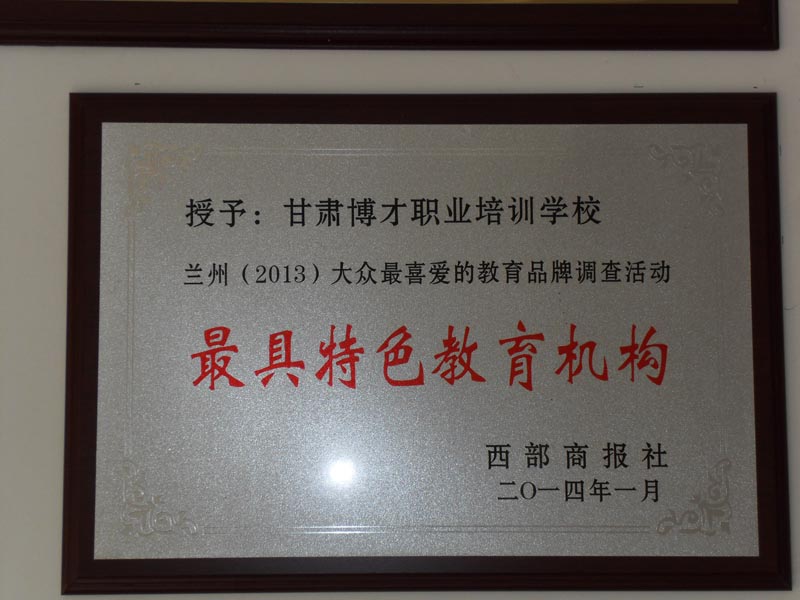 授予：甘肃博才职业培训学校
兰州（2013）大众最喜爱的教育品牌调查活动
最具特色教育机构
西部商报社
二O一四年一月